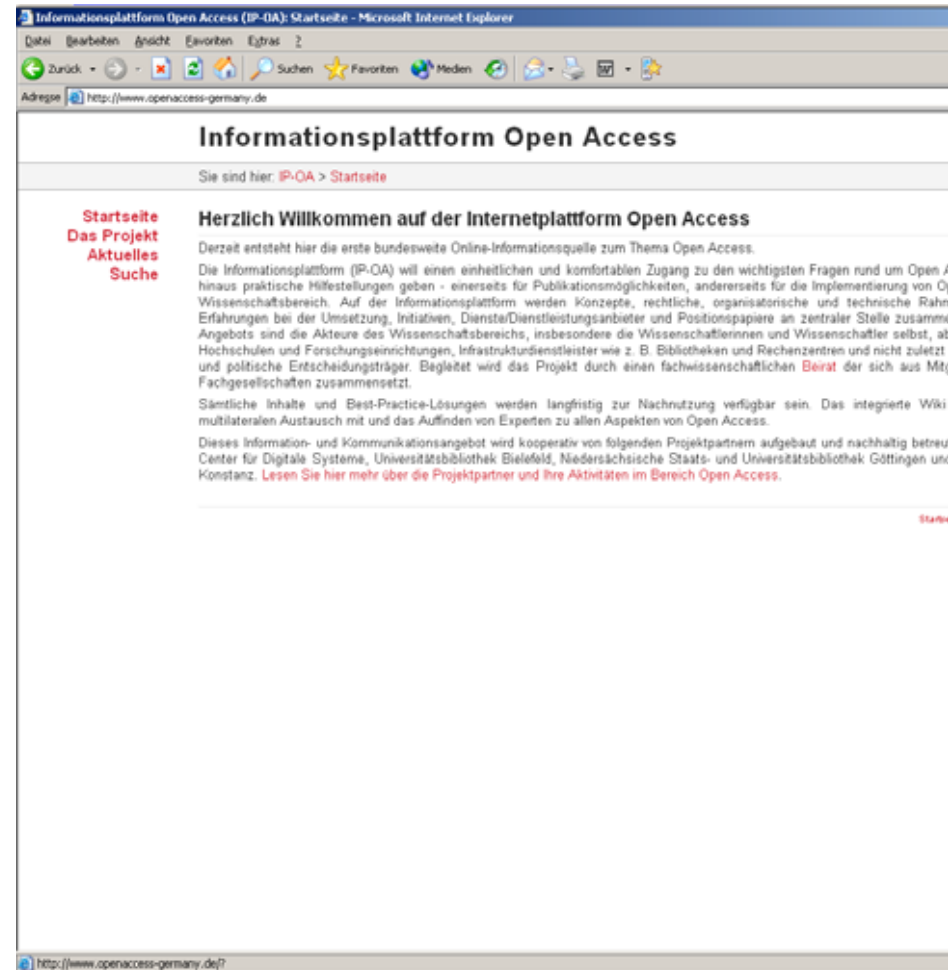 Informationsplattform Open Access (IP-OA): Startseite - Microsoft Internet Explorer
Datei Bearbeiten Ansicht Favoriten Extras ?
Zurück Suchen Favoriten Medien
Adresse http://www.openaccess-germany.de
Informationsplattform Open Access
Sie sind hier: IP-OA > Startseite
Startseite
Das Projekt
Aktuelles
Suche
Herzlich Willkommen auf der Internetplattform Open Access
Derzeit entsteht hier die erste bundesweite Online-Informationsquelle zum Thema Open Access.
Die Informationsplattform (IP-OA) will einen einheitlichen und komfortablen Zugang zu den wichtigsten Fragen rund um Open
hinaus praktische Hilfestellungen geben - einerseits für Publikationsmöglichkeiten, andererseits für die Implementierung von
Wissenschaftsbereich. Auf der Informationsplattform werden Konzepte, rechtliche, organisatorische und technische
Erfahrungen bei der Umsetzung, Initiativen, Dienste/Dienstleistungsanbieter und Positionspapiere an zentraler Stelle
Angebots sind die Akteure des Wissenschaftsbereichs, insbesondere die Wissenschaftlerinnen und Wissenschaftler selbst,
Hochschulen und Forschungseinrichtungen, Infrastrukturdienstleister wie z. B. Bibliotheken und Rechenzentren und nicht zuletzt
und politische Entscheidungsträger. Begleitet wird das Projekt durch einen fachwissenschaftlichen Beirat der sich aus
Fachgesellschaften zusammensetzt.
Sämtliche Inhalte und Best-Practice-Lösungen werden langfristig zur Nachnutzung verfügbar sein. Das integrierte Wiki
multilateralen Austausch mit und das Auffinden von Experten zu allen Aspekten von Open Access.
Dieses Information- und Kommunikationsangebot wird kooperativ von folgenden Projektpartnern aufgebaut und nachhaltig
Center für Digitale Systeme, Universitätsbibliothek Bielefeld, Niedersächsische Staats- und Universitätsbibliothek Göttingen
Konstanz. Lesen Sie hier mehr über die Projektpartner und Ihre Aktivitäten im Bereich Open Access.
http://www.openaccess-germany.de/?